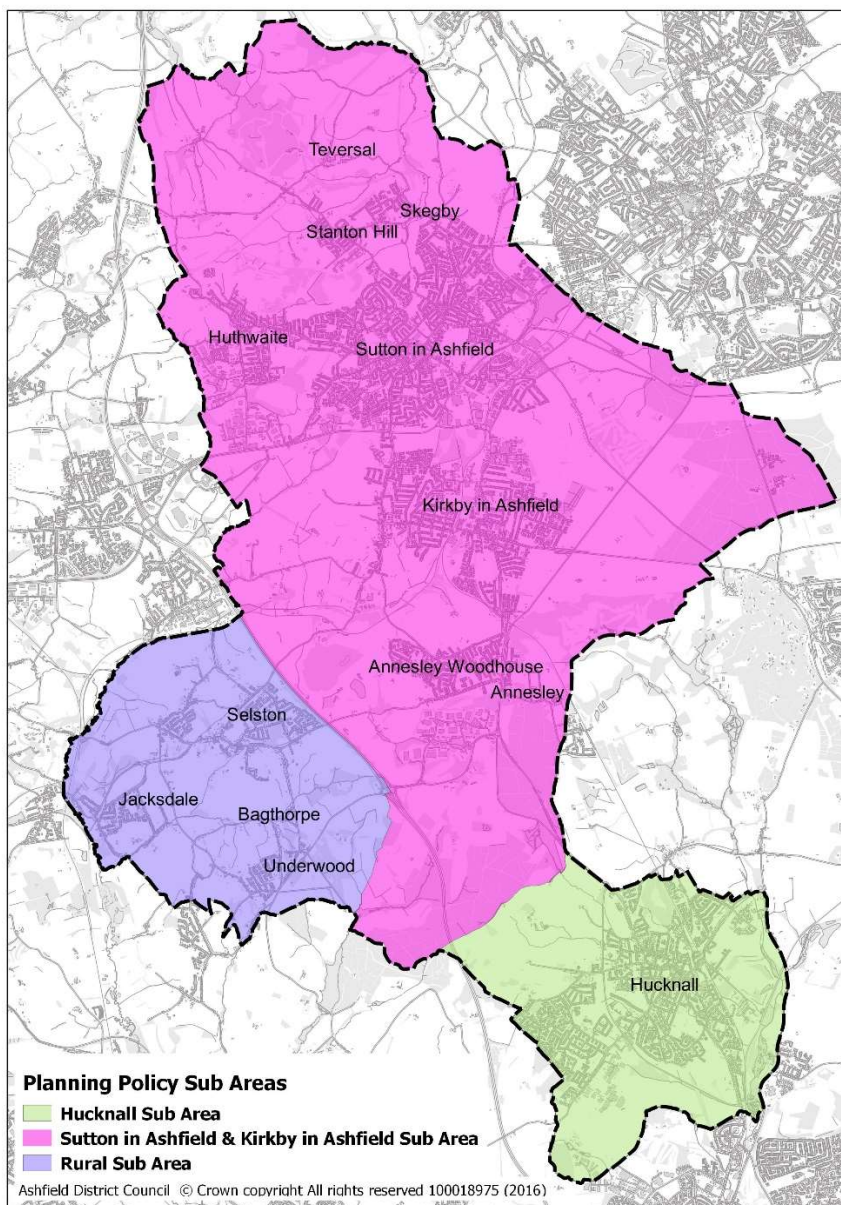 Teversal
Skegby
Stanton Hill
Huthwaite
Sutton in Ashfield
Kirkby in Ashfield
Annesley Woodhouse
Annesley
Selston
Jacksdale
Bagthorpe
Underwood
Hucknall
Planning Policy Sub Areas
Hucknall Sub Area
Sutton in Ashfield & Kirkby in Ashfield Sub Area
Rural Sub Area
Ashfield District Council © Crown copyright All rights reserved 100018975 (2016)